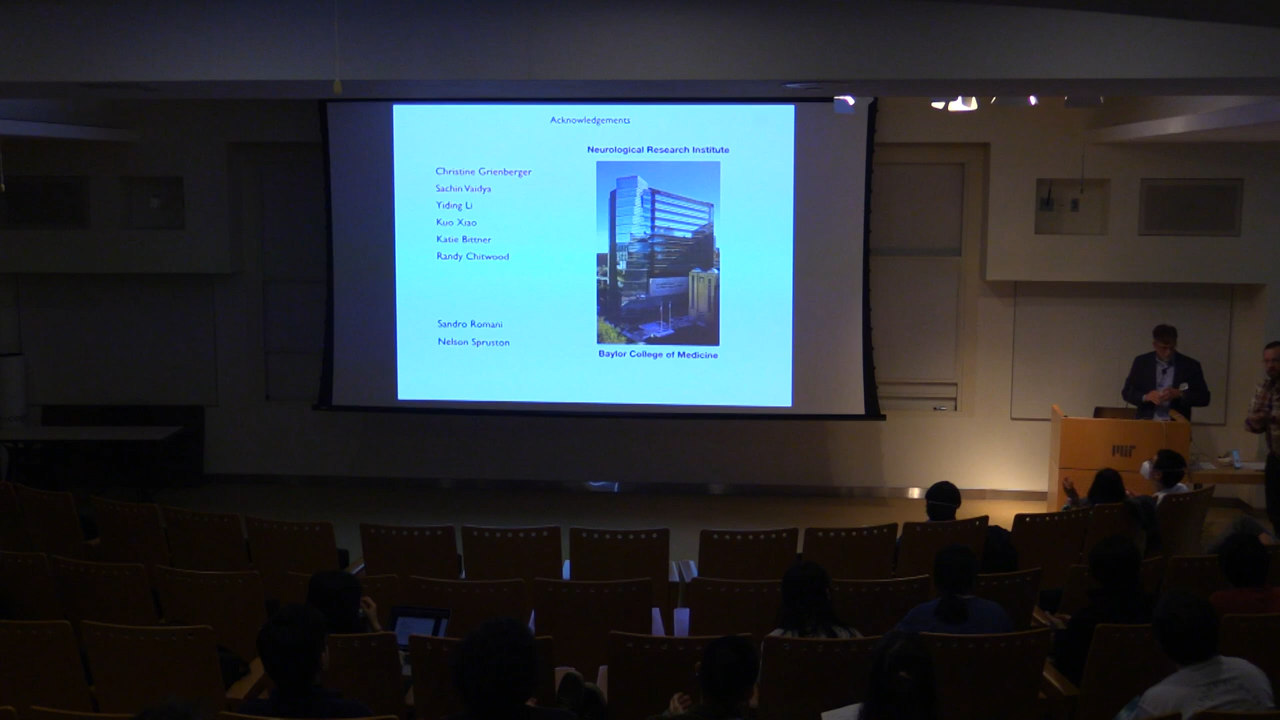 Acknowledgements
Neurological Research Institute
Christine Grienberger
Sachin Vaidya
Yiding Li
Kuo Xiao
Katie Bittner
Randy Chitwood
Sandro Romani
Nelson Spruston
Baylor College of Medicine
MIT